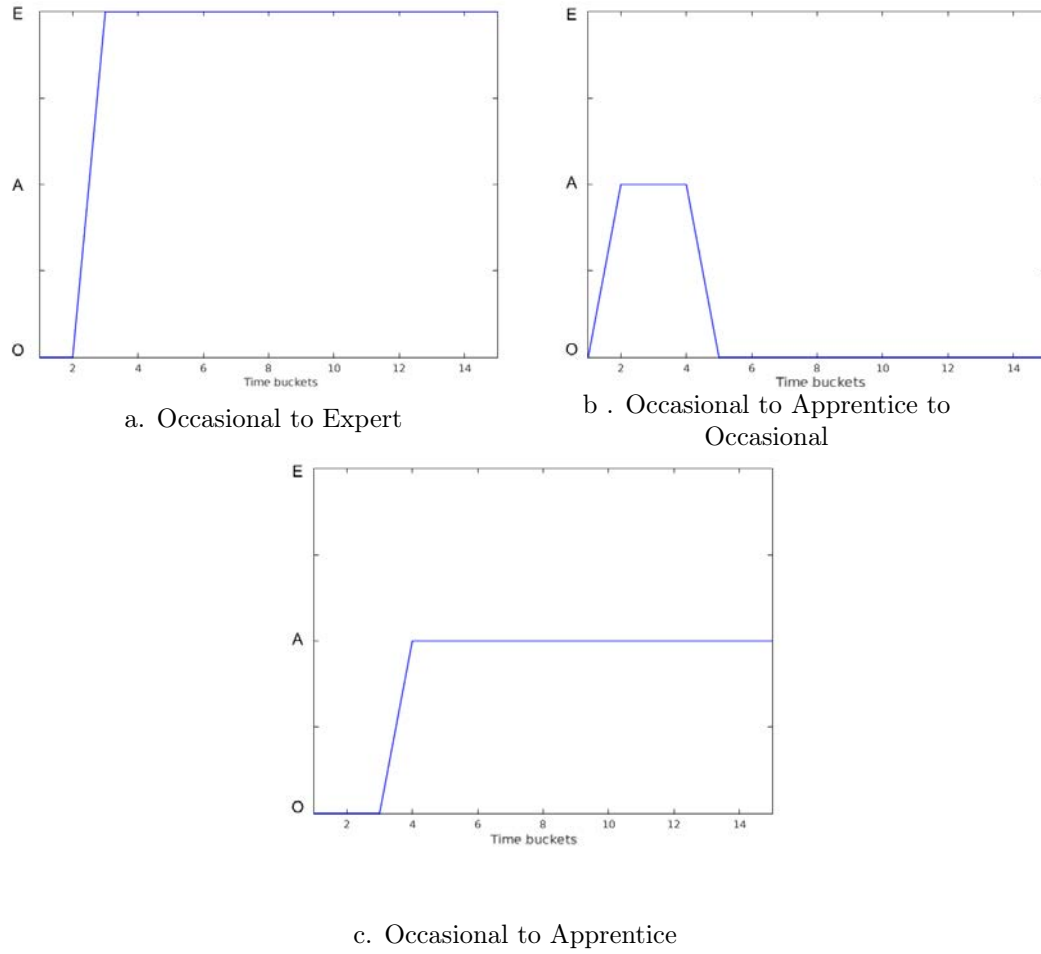 E
A
O
2 4 6 8 10 12 14
Time buckets
a. Occasional to Expert
E
A
O
2 4 6 8 10 12 14
Time buckets
b . Occasional to Apprentice to
Occasional
E
A
O
2 4 6 8 10 12 14
Time buckets
c. Occasional to Apprentice